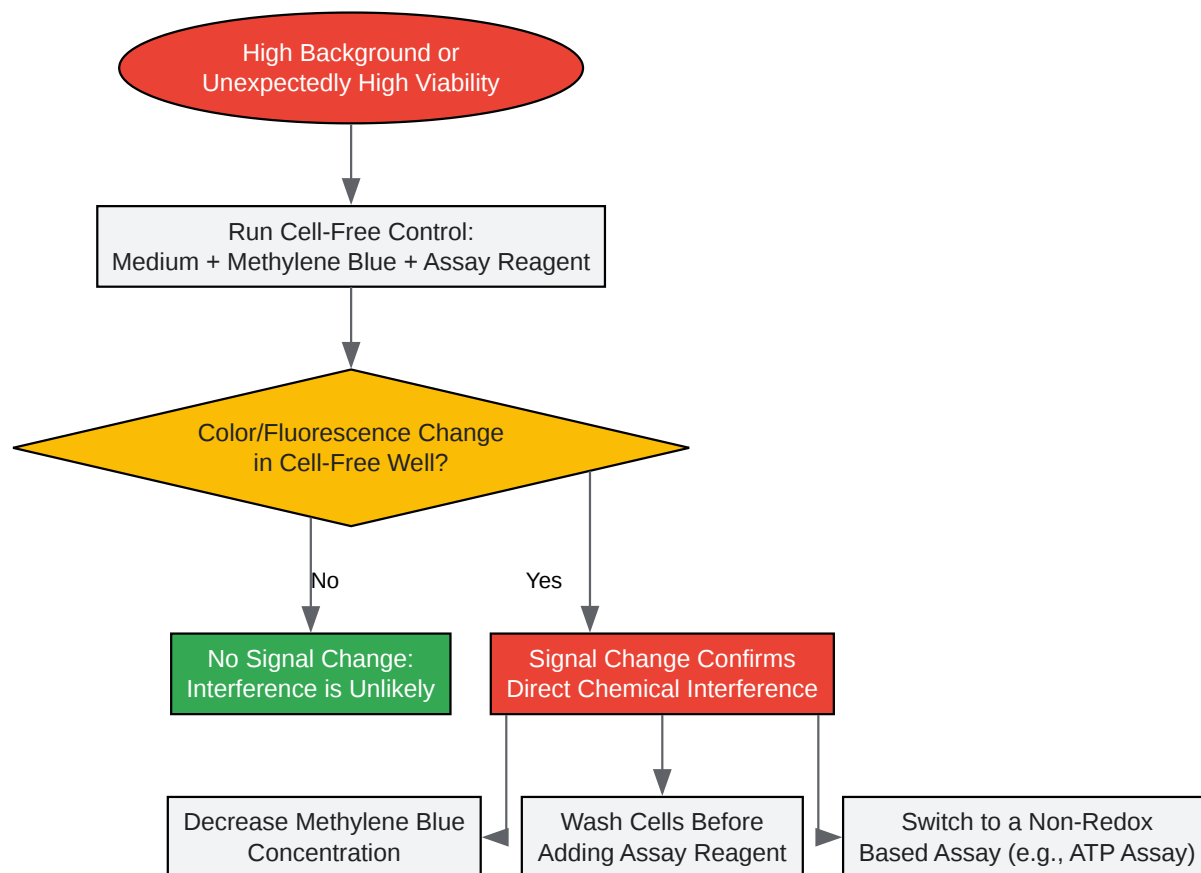 High Background or
Unexpectedly High Viability
Run Cell-Free Control:
Medium + Methylene Blue + Assay Reagent
Color/Fluorescence Change
in Cell-Free Well?
No
Yes
No Signal Change:
Interference is Unlikely
Signal Change Confirms
Direct Chemical Interference
Decrease Methylene Blue
Concentration
Wash Cells Before
Adding Assay Reagent
Switch to a Non-Redox
Based Assay (e.g., ATP Assay)